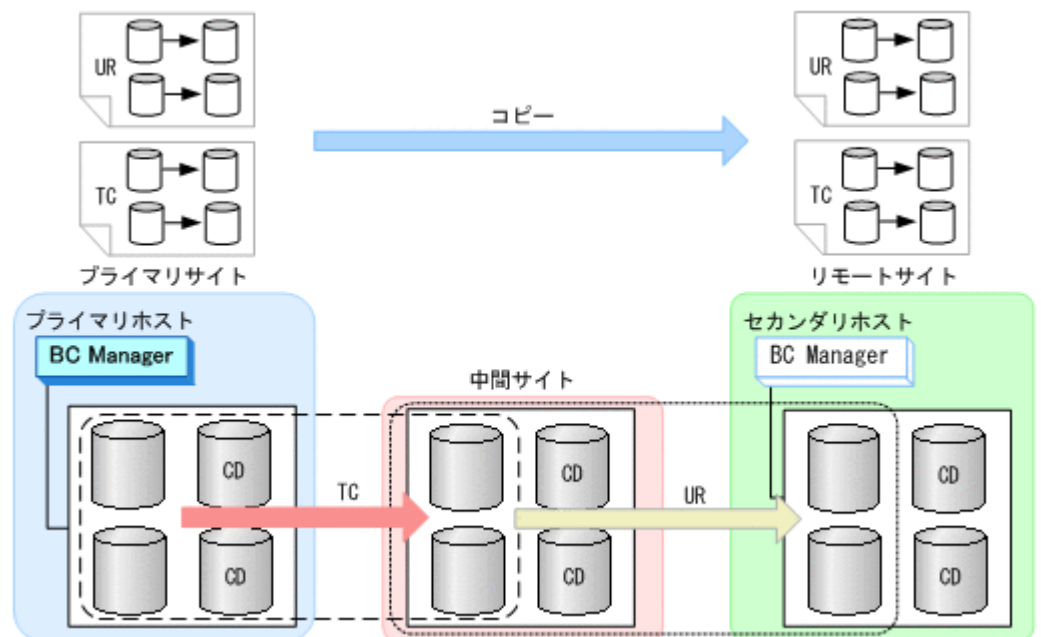 UR
コピー
UR
TC
TC
プライマリサイト
リモートサイト
プライマリホスト
BC Manager
セカンダリホスト
BC Manager
中間サイト
CD
CD
CD
TC
UR
CD
CD
CD